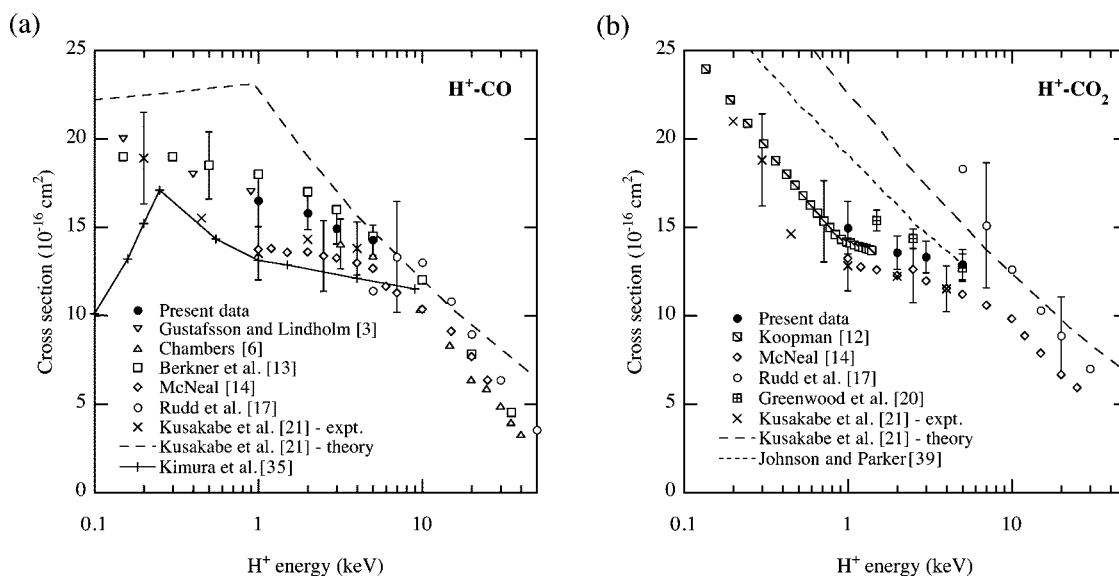 (a)
H⁺-CO
Cross section (10⁻¹⁶ cm²)
25
20
15
10
5
0
Present data
Gustafsson and Lindholm [3]
Chambers [6]
Berkner et al. [13]
McNeal [14]
Rudd et al. [17]
Kusakabe et al. [21] - expt.
Kusakabe et al. [21] - theory
Kimura et al. [35]
0.1
1
10
H⁺ energy (keV)
(b)
H⁺-CO₂
Cross section (10⁻¹⁶ cm²)
25
20
15
10
5
0
Present data
Koopman [12]
McNeal [14]
Rudd et al. [17]
Greenwood et al. [20]
Kusakabe et al. [21] - expt.
Kusakabe et al. [21] - theory
Johnson and Parker [39]
0.1
1
10
H⁺ energy (keV)